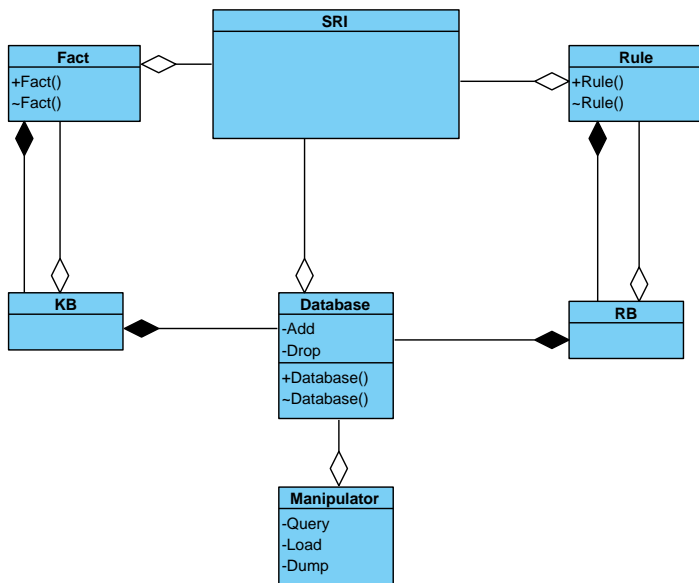 SRI
Fact
+Fact()
~Fact()
Rule
+Rule()
~Rule()
KB
Database
-Add
-Drop
+Database()
~Database()
RB
Manipulator
-Query
-Load
-Dump